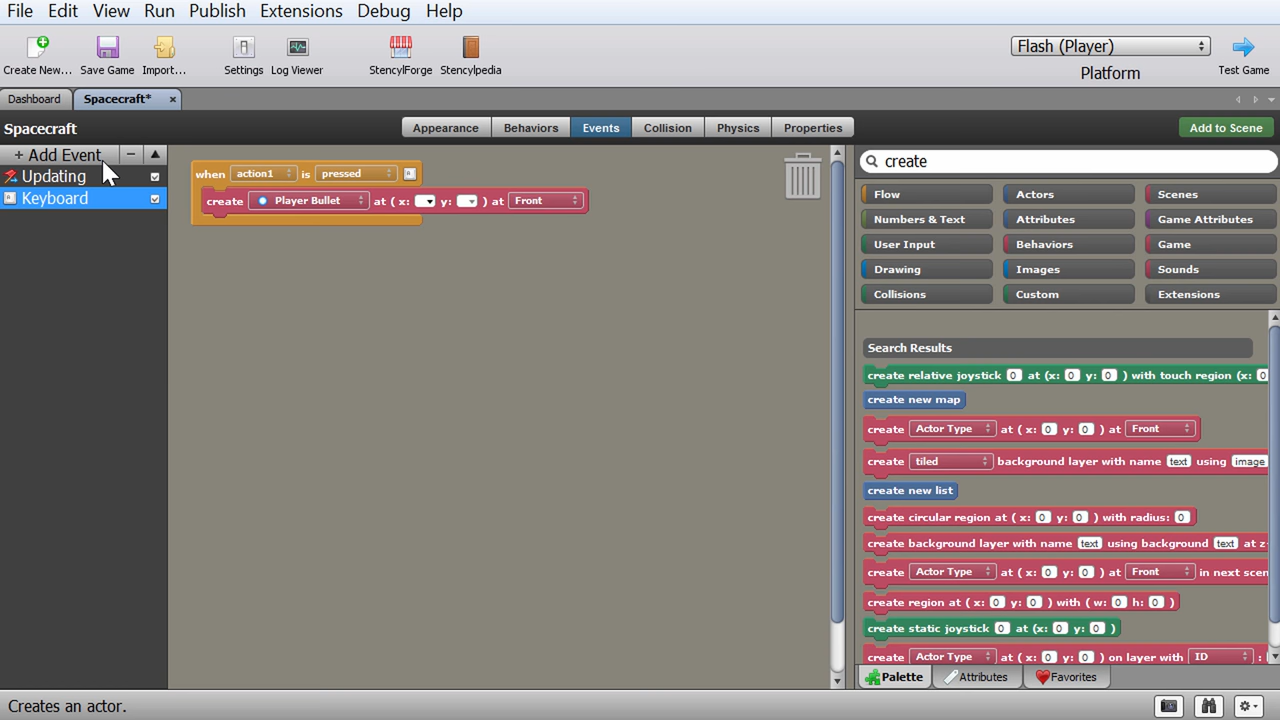 File Edit View Run Publish Extensions Debug Help
Create New... Save Game Import... Settings Log Viewer StencylForge Stencylpedia Flash (Player) Platform Test Game
Dashboard Spacecraft* ×
Spacecraft Appearance Behaviors Events Collision Physics Properties Add to Scene
+ Add Event −
Updating
Keyboard
when action1 is pressed
create Player Bullet at ( x: y: ) at Front
create
Flow Actors Scenes
Numbers & Text Attributes Game Attributes
User Input Behaviors Game
Drawing Images Sounds
Collisions Custom Extensions
Search Results
create relative joystick 0 at (x: 0 y: 0 ) with touch region (x: 0
create new map
create Actor Type at ( x: 0 y: 0 ) at Front
create tiled background layer with name text using image
create new list
create circular region at ( x: 0 y: 0 ) with radius: 0
create background layer with name text using background text at z-
create Actor Type at ( x: 0 y: 0 ) at Front in next scen
create region at ( x: 0 y: 0 ) with ( w: 0 h: 0 )
create static joystick 0 at (x: 0 y: 0 )
create Actor Type at ( x: 0 y: 0 ) on layer with ID :
Palette Attributes Favorites
Creates an actor.